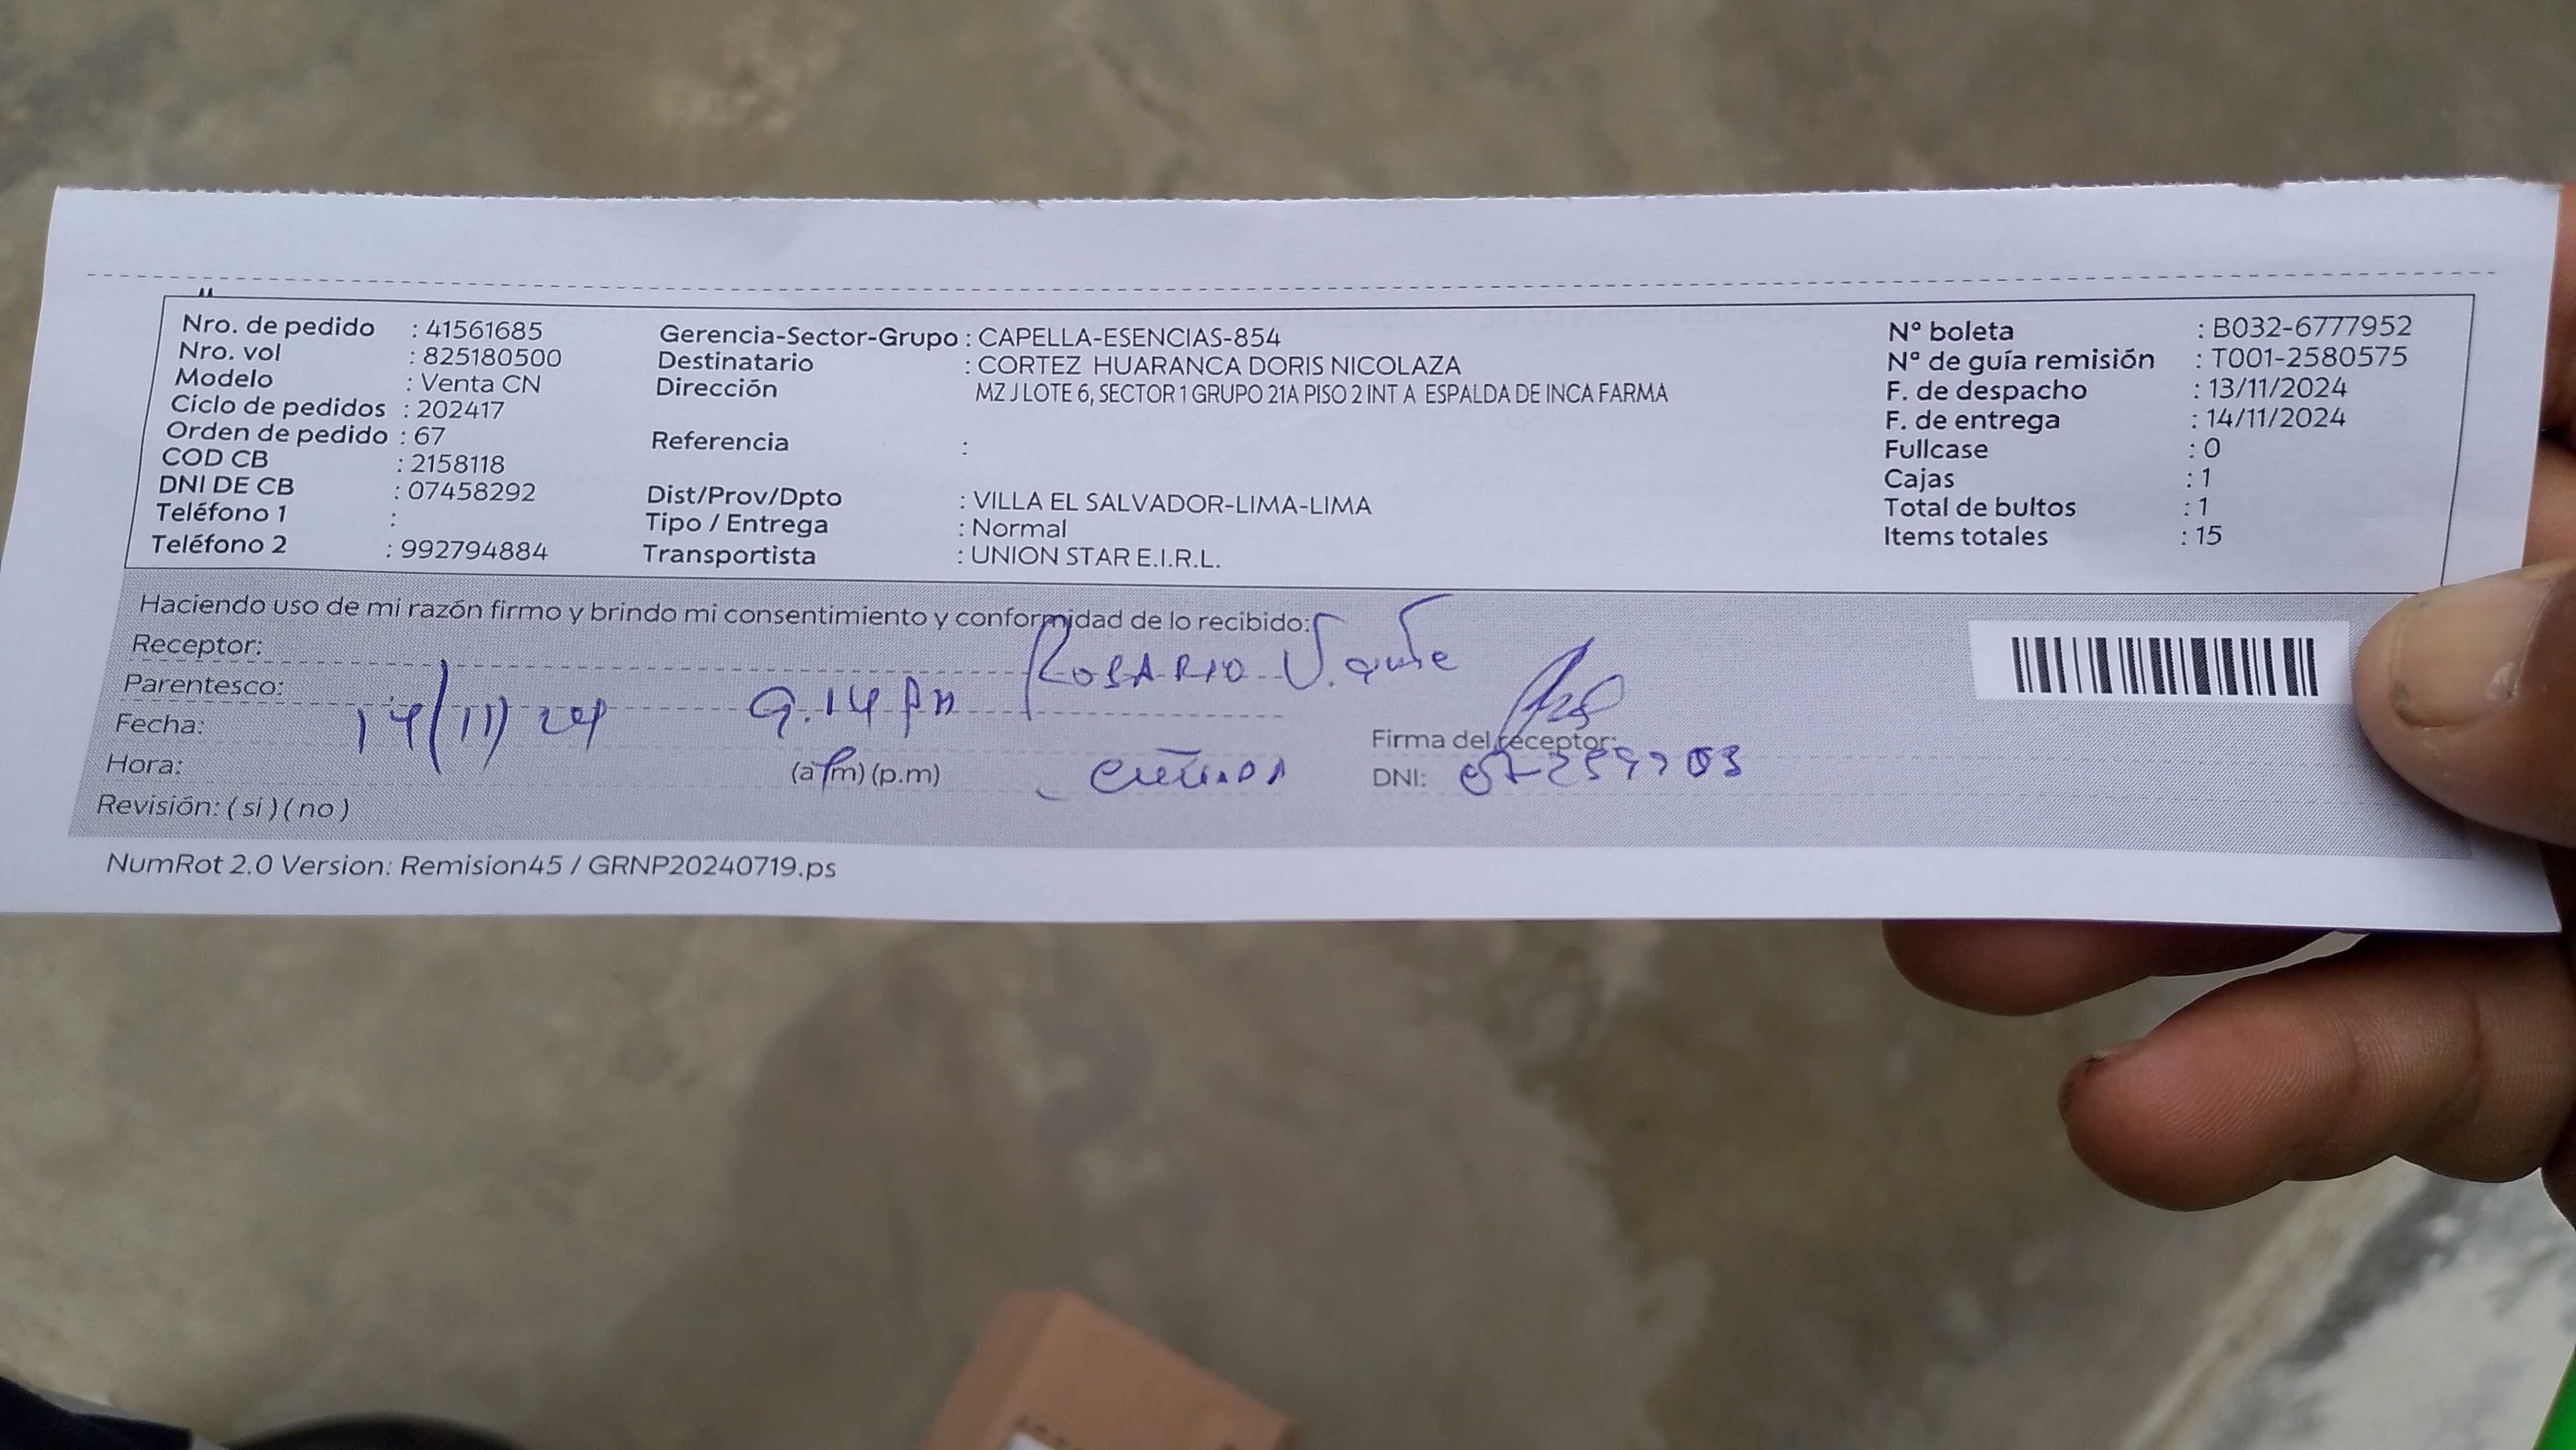 Nro. de pedido : 41561685
Nro. vol : 825180500
Modelo : Venta CN
Ciclo de pedidos : 202417
Orden de pedido : 67
COD CB : 2158118
DNI DE CB : 07458292
Teléfono 1 :
Teléfono 2 : 992794884
Gerencia-Sector-Grupo : CAPELLA-ESENCIAS-854
Destinatario : CORTEZ HUARANCA DORIS NICOLAZA
Dirección MZ J LOTE 6, SECTOR 1 GRUPO 21A PISO 2 INT A ESPALDA DE INCA FARMA
Referencia :
Dist/Prov/Dpto : VILLA EL SALVADOR-LIMA-LIMA
Tipo / Entrega : Normal
Transportista : UNION STAR E.I.R.L.
Nº boleta : B032-6777952
Nª de guía remisión : T001-2580575
F. de despacho : 13/11/2024
F. de entrega : 14/11/2024
Fullcase : 0
Cajas : 1
Total de bultos : 1
Items totales : 15
Haciendo uso de mi razón firmo y brindo mi consentimiento y conformidad de lo recibido:
Receptor: ROSARIO
Parentesco:
Fecha: 14/11/24 9.14 pm
Hora: (a.m) (p.m)
Revisión: ( si ) ( no )
Firma del receptor:
DNI:
NumRot 2.0 Version: Remision45 / GRNP20240719.ps